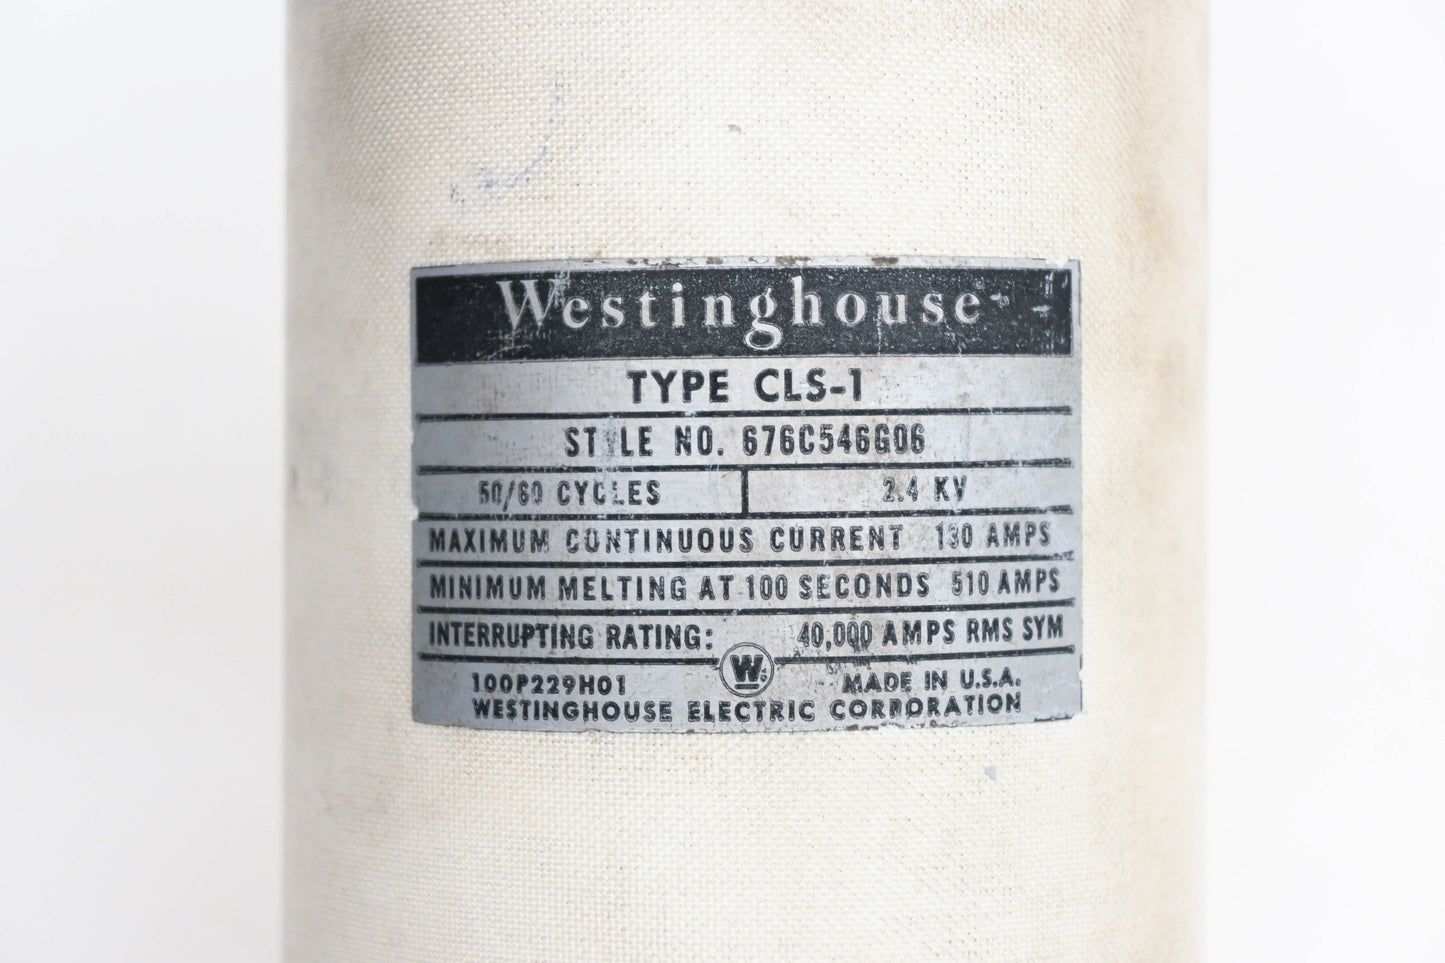 Westinghouse
TYPE CLS-1
STYLE NO. 676C546G06
50/60 CYCLES 2.4 KV
MAXIMUM CONTINUOUS CURRENT 130 AMPS
MINIMUM MELTING AT 100 SECONDS 510 AMPS
INTERRUPTING RATING: 40,000 AMPS RMS SYM
W
100P229H01 MADE IN U.S.A.
WESTINGHOUSE ELECTRIC CORPORATION